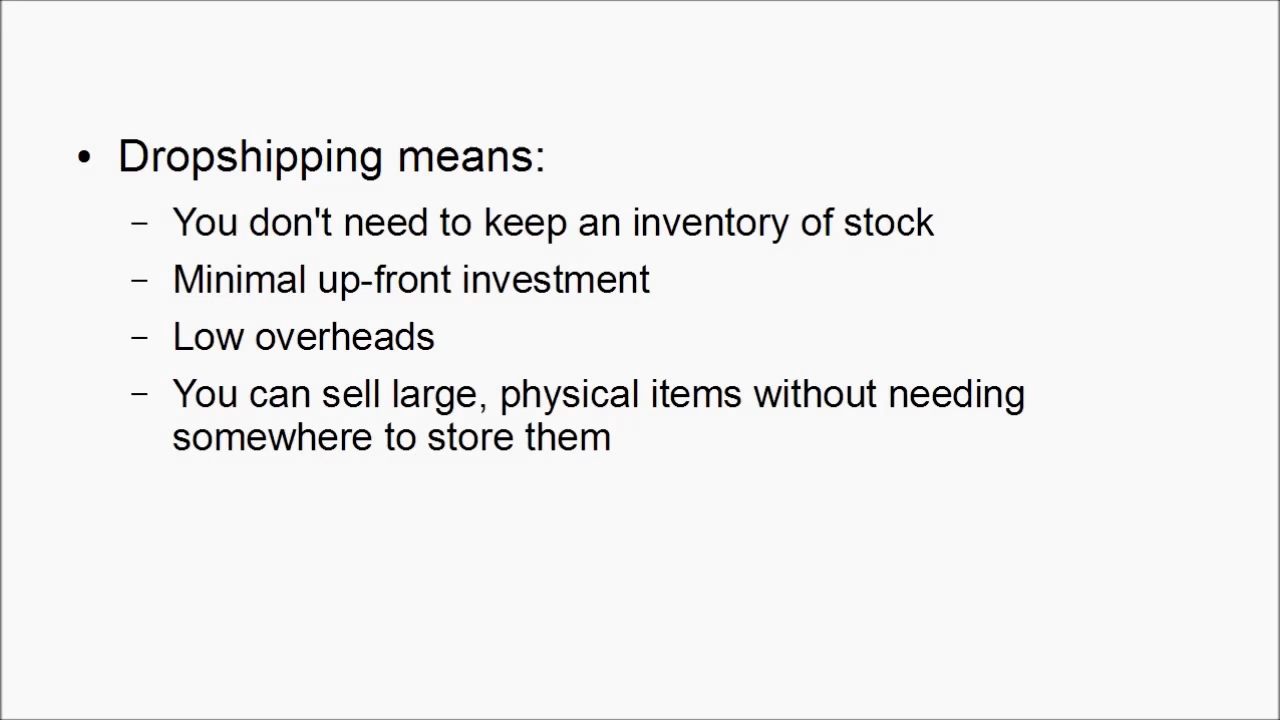 • Dropshipping means:
– You don't need to keep an inventory of stock
– Minimal up-front investment
– Low overheads
– You can sell large, physical items without needing
somewhere to store them